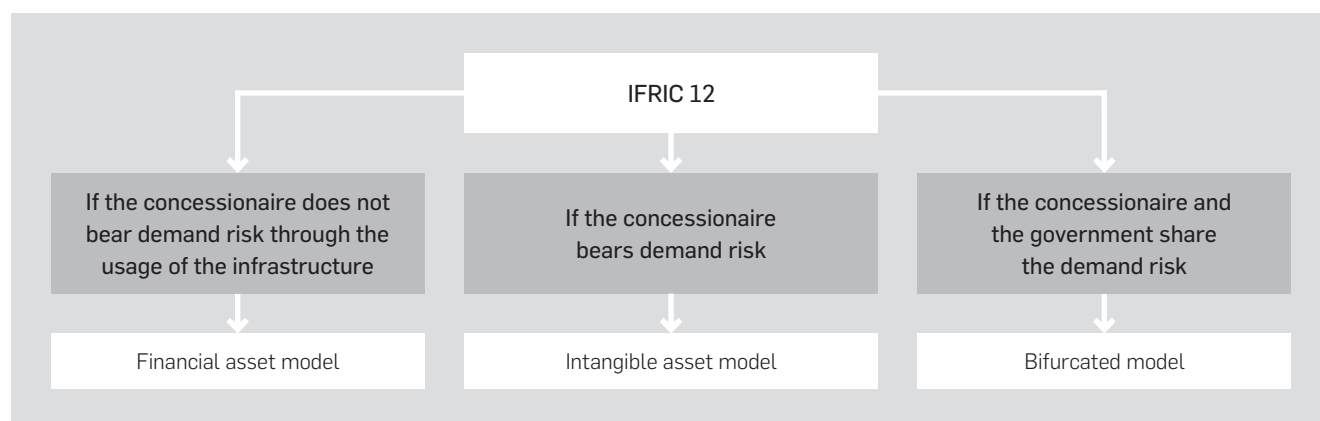 IFRIC 12
If the concessionaire does not
bear demand risk through the
usage of the infrastructure
If the concessionaire
bears demand risk
If the concessionaire and
the government share
the demand risk
Financial asset model
Intangible asset model
Bifurcated model